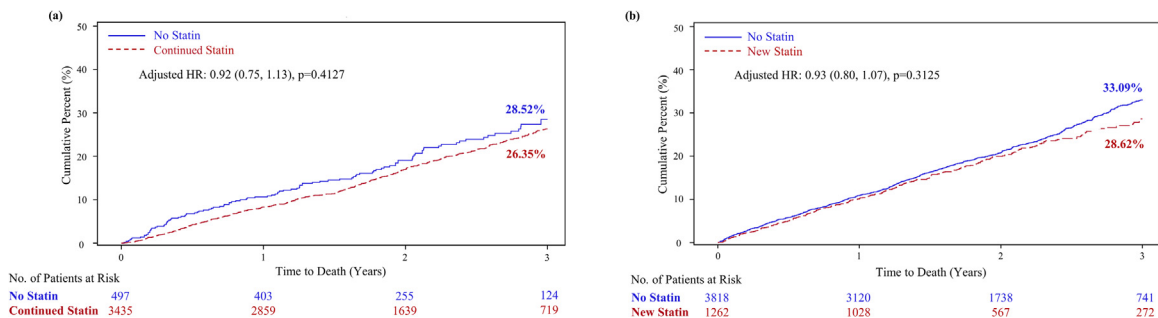 (a)
50
40
30
20
10
0
Cumulative Percent (%)
No Statin
Continued Statin
Adjusted HR: 0.92 (0.75, 1.13), p=0.4127
28.52%
26.35%
0 1 2 3
Time to Death (Years)
No. of Patients at Risk
No Statin 497 403 255 124
Continued Statin 3435 2859 1639 719
(b)
50
40
30
20
10
0
Cumulative Percent (%)
No Statin
New Statin
Adjusted HR: 0.93 (0.80, 1.07), p=0.3125
33.09%
28.62%
0 1 2 3
Time to Death (Years)
No. of Patients at Risk
No Statin 3818 3120 1738 741
New Statin 1262 1028 567 272